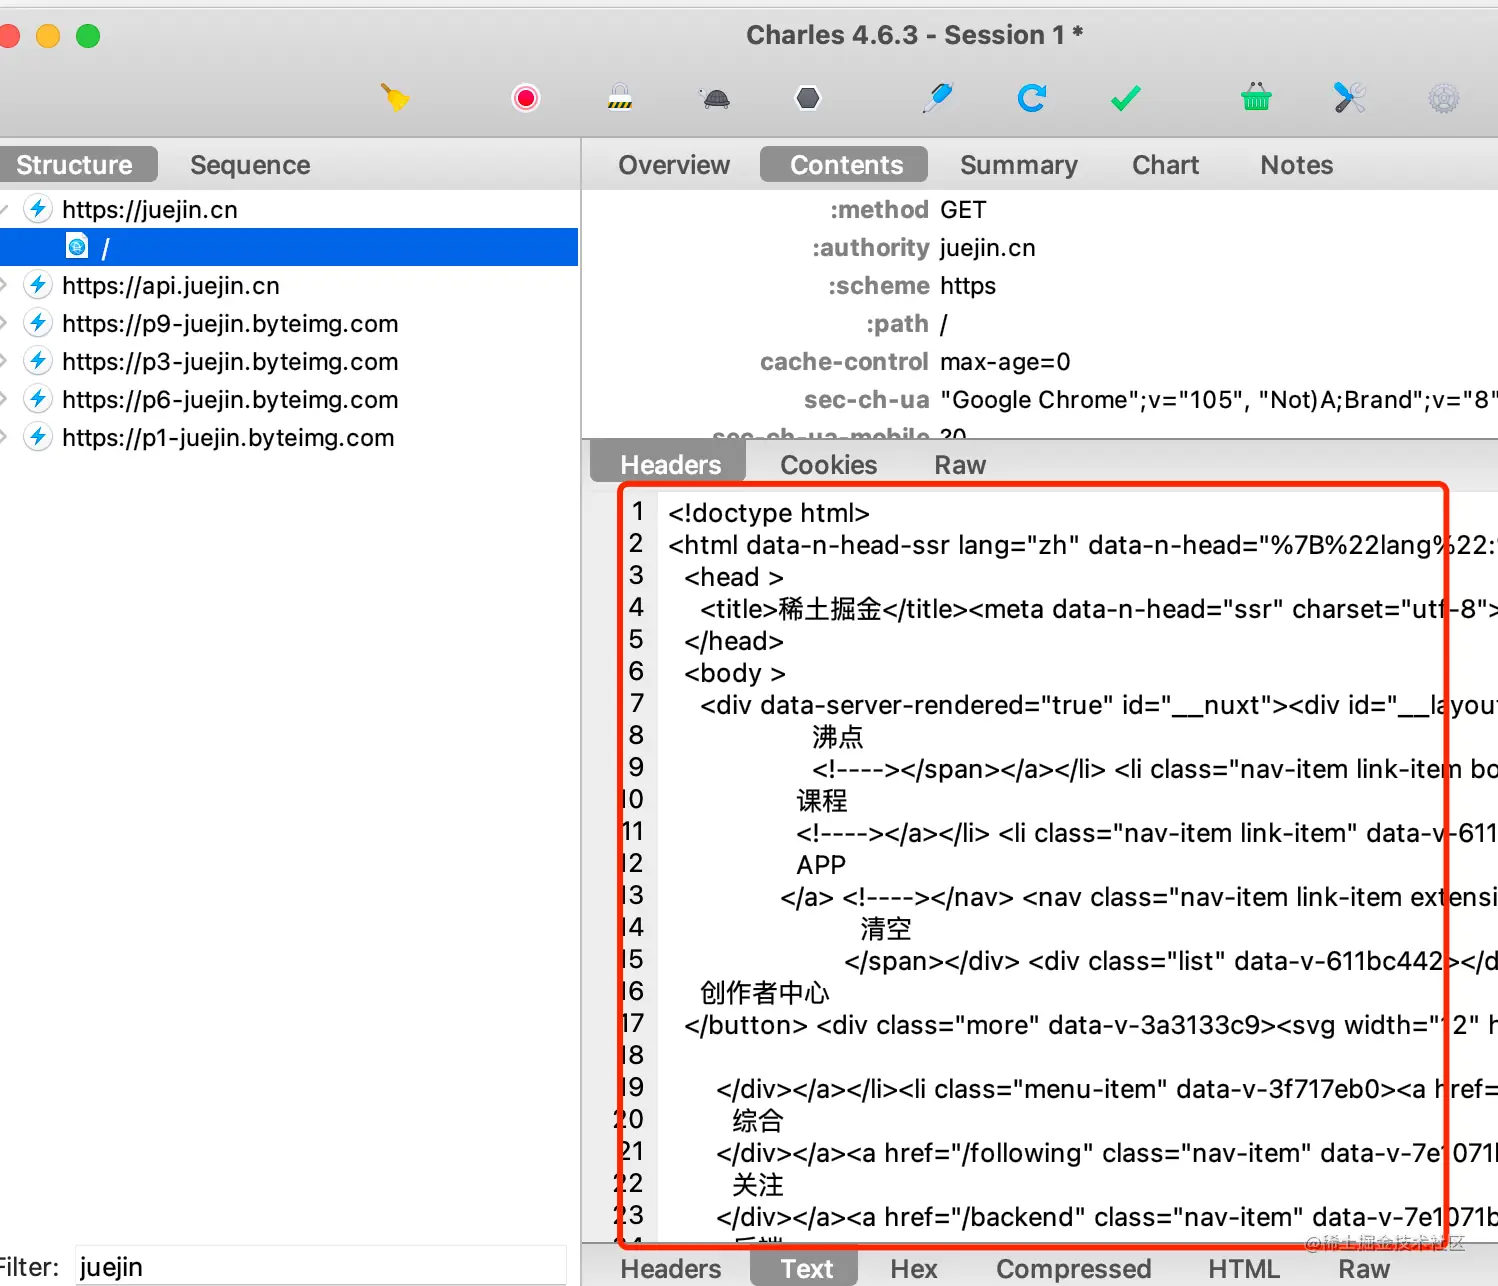 Charles 4.6.3 - Session 1 *
Structure Sequence
Overview Contents Summary Chart Notes
https://juejin.cn
/
https://api.juejin.cn
https://p9-juejin.byteimg.com
https://p3-juejin.byteimg.com
https://p6-juejin.byteimg.com
https://p1-juejin.byteimg.com
:method GET
:authority juejin.cn
:scheme https
:path /
cache-control max-age=0
sec-ch-ua "Google Chrome";v="105", "Not)A;Brand";v="8"
sec-ch-ua-mobile ?0
Headers Cookies Raw
1 <!doctype html>
2 <html data-n-head-ssr lang="zh" data-n-head="%7B%22lang%22:
3 <head >
4 <title>稀土掘金</title><meta data-n-head="ssr" charset="utf-8">
5 </head>
6 <body >
7 <div data-server-rendered="true" id="__nuxt"><div id="__layou
8 沸点
9 <!----></span></a></li> <li class="nav-item link-item bo
10 课程
11 <!----></a></li> <li class="nav-item link-item" data-v-611
12 APP
13 </a> <!----></nav> <nav class="nav-item link-item extensi
14 清空
15 </span></div> <div class="list" data-v-611bc442></d
16 创作者中心
17 </button> <div class="more" data-v-3a3133c9><svg width="12" h
18
19 </div></a></li><li class="menu-item" data-v-3f717eb0><a href=
20 综合
21 </div></a><a href="/following" class="nav-item" data-v-7e1071
22 关注
23 </div></a><a href="/backend" class="nav-item" data-v-7e1071b
24 后端
@稀土掘金技术社区
Filter: juejin
Headers Text Hex Compressed HTML Raw